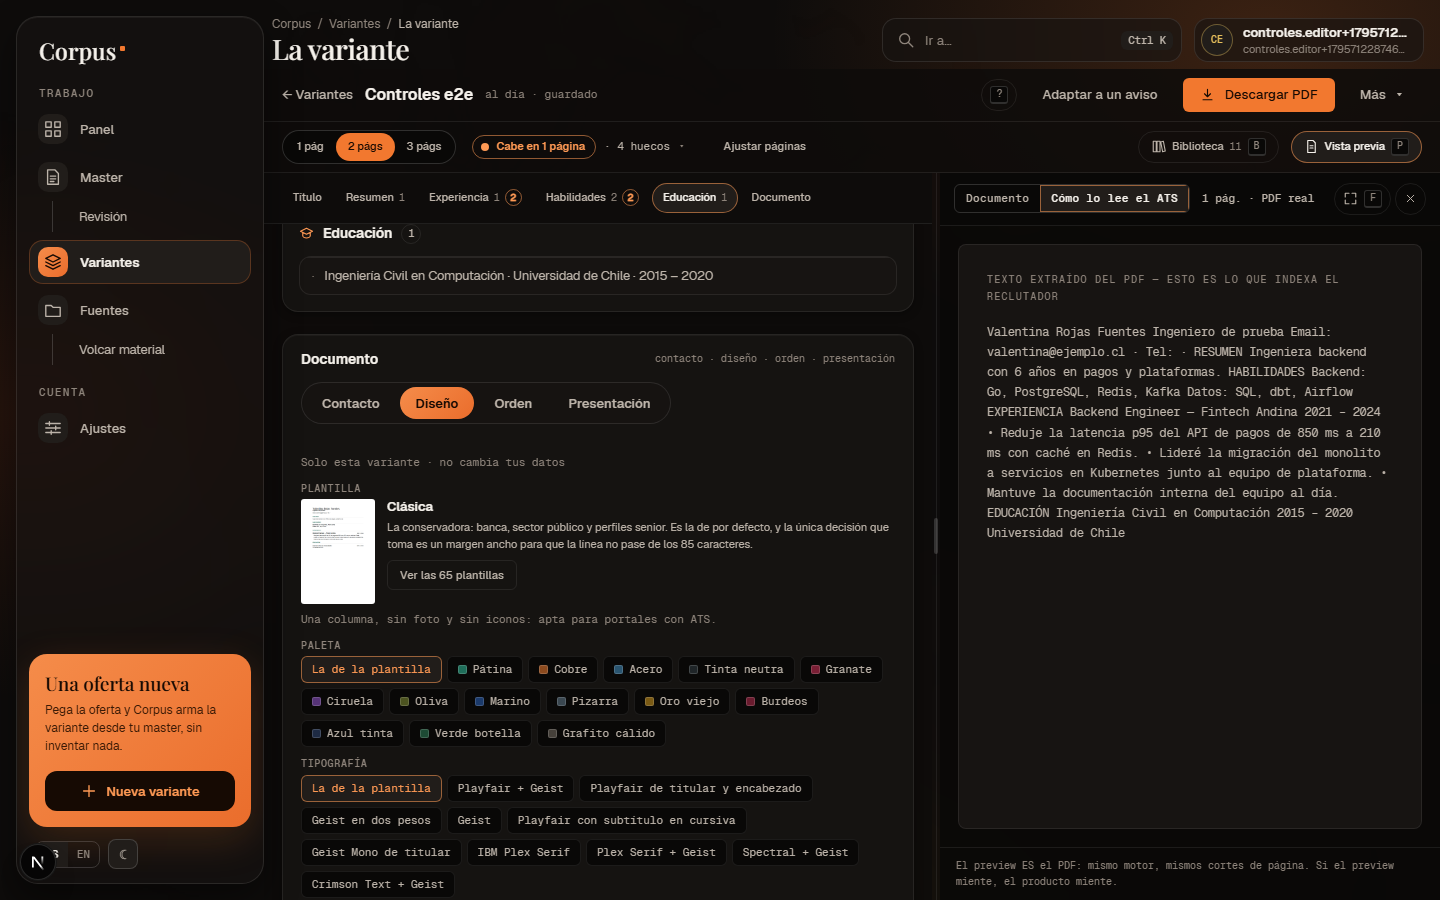 Corpus
TRABAJO
Panel
Master
Revisión
Variantes
Fuentes
Volcar material
CUENTA
Ajustes
Una oferta nueva
Pega la oferta y Corpus arma la
variante desde tu master, sin
inventar nada.
+ Nueva variante
EN
Corpus / Variantes / La variante
La variante
Ir a...
Ctrl K
CE
controles.editor+1795712...
controles.editor+179571228746...
← Variantes
Controles e2e
al día · guardado
?
Adaptar a un aviso
Descargar PDF
Más
1 pág
2 págs
3 págs
Cabe en 1 página
· 4 huecos
Ajustar páginas
Biblioteca 11 B
Vista previa P
Título
Resumen 1
Experiencia 1 2
Habilidades 2 2
Educación 1
Documento
Educación 1
· Ingeniería Civil en Computación · Universidad de Chile · 2015 – 2020
Documento
contacto · diseño · orden · presentación
Contacto
Diseño
Orden
Presentación
Solo esta variante · no cambia tus datos
PLANTILLA
Clásica
La conservadora: banca, sector público y perfiles senior. Es la de por defecto, y la única decisión que
toma es un margen ancho para que la línea no pase de los 85 caracteres.
Ver las 65 plantillas
Una columna, sin foto y sin iconos: apta para portales con ATS.
PALETA
La de la plantilla
Pátina
Cobre
Acero
Tinta neutra
Granate
Ciruela
Oliva
Marino
Pizarra
Oro viejo
Burdeos
Azul tinta
Verde botella
Grafito cálido
TIPOGRAFÍA
La de la plantilla
Playfair + Geist
Playfair de titular y encabezado
Geist en dos pesos
Geist
Playfair con subtítulo en cursiva
Geist Mono de titular
IBM Plex Serif
Plex Serif + Geist
Spectral + Geist
Crimson Text + Geist
Documento
Cómo lo lee el ATS
1 pág. · PDF real
F
TEXTO EXTRAÍDO DEL PDF — ESTO ES LO QUE INDEXA EL
RECLUTADOR
Valentina Rojas Fuentes Ingeniero de prueba Email:
valentina@ejemplo.cl · Tel: · RESUMEN Ingeniera backend
con 6 años en pagos y plataformas. HABILIDADES Backend:
Go, PostgreSQL, Redis, Kafka Datos: SQL, dbt, Airflow
EXPERIENCIA Backend Engineer — Fintech Andina 2021 – 2024
• Reduje la latencia p95 del API de pagos de 850 ms a 210
ms con caché en Redis. • Lideré la migración del monolito
a servicios en Kubernetes junto al equipo de plataforma. •
Mantuve la documentación interna del equipo al día.
EDUCACIÓN Ingeniería Civil en Computación 2015 – 2020
Universidad de Chile
El preview ES el PDF: mismo motor, mismos cortes de página. Si el preview
miente, el producto miente.